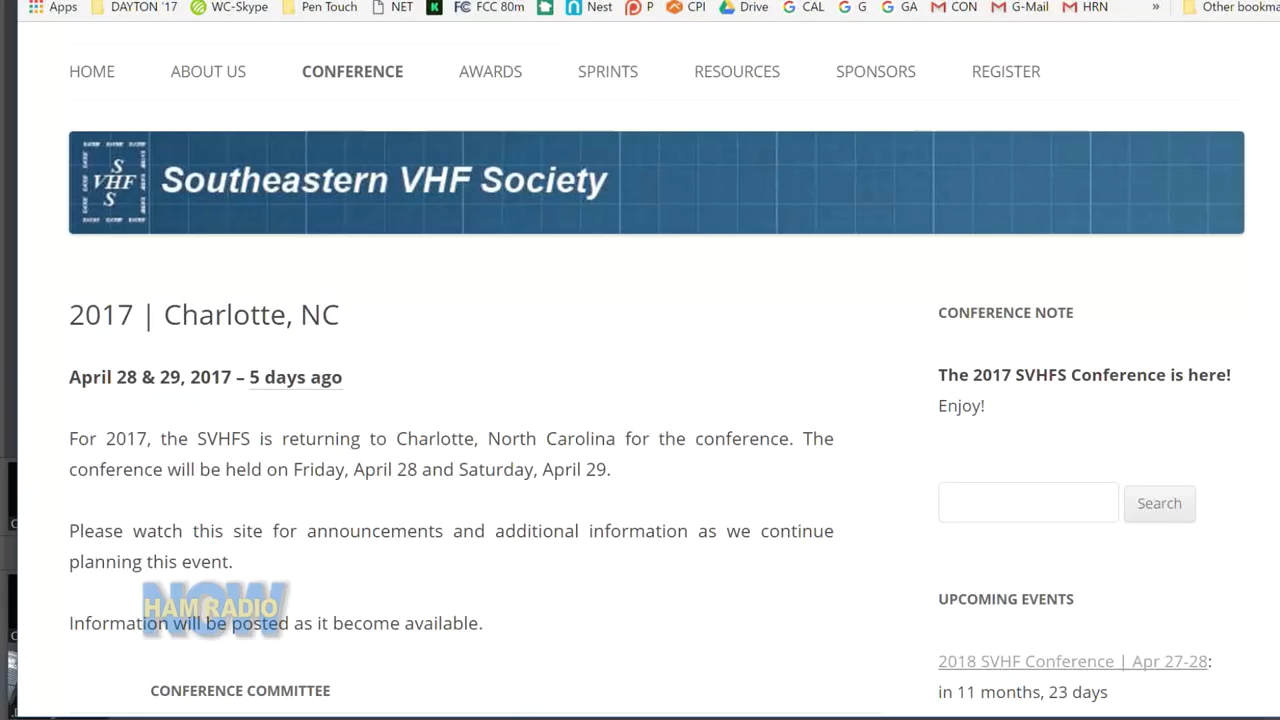 Apps DAYTON '17 WC-Skype Pen Touch NET FCC 80m Nest P CPI Drive CAL G GA CON G-Mail HRN » Other bookma
HOME ABOUT US CONFERENCE AWARDS SPRINTS RESOURCES SPONSORS REGISTER
S
VHF
S
Southeastern VHF Society
2017 | Charlotte, NC
April 28 & 29, 2017 – 5 days ago
For 2017, the SVHFS is returning to Charlotte, North Carolina for the conference. The
conference will be held on Friday, April 28 and Saturday, April 29.
Please watch this site for announcements and additional information as we continue
planning this event.
NOW
HAM RADIO
Information will be posted as it become available.
CONFERENCE COMMITTEE
CONFERENCE NOTE
The 2017 SVHFS Conference is here!
Enjoy!
Search
UPCOMING EVENTS
2018 SVHF Conference | Apr 27-28:
in 11 months, 23 days